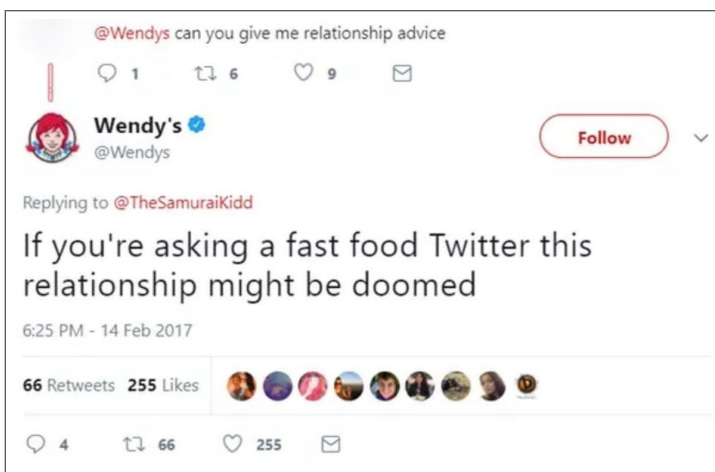 @Wendys can you give me relationship advice
1 6 9
Wendy's
@Wendys
Follow
Replying to @TheSamuraiKidd
If you're asking a fast food Twitter this
relationship might be doomed
6:25 PM - 14 Feb 2017
66 Retweets 255 Likes
4 66 255